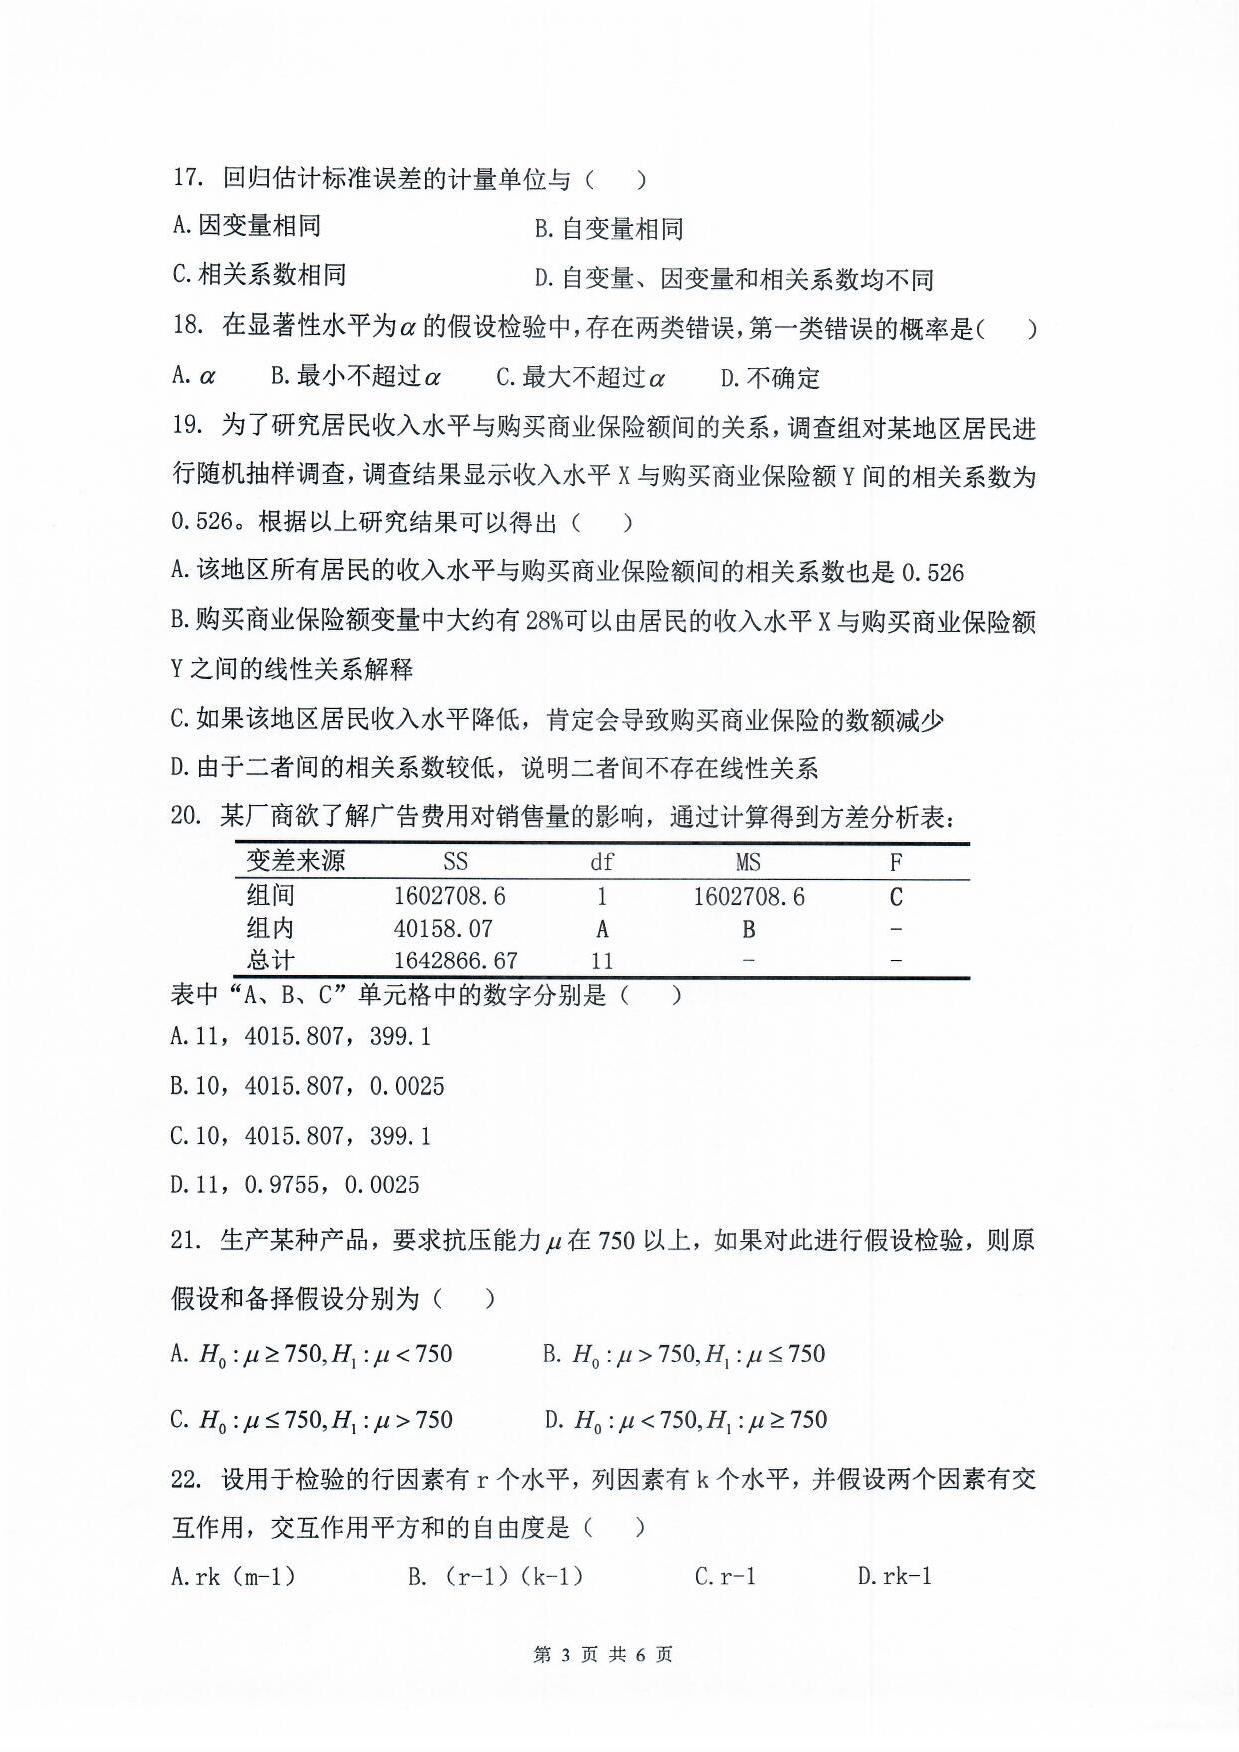 17. 回归估计标准误差的计量单位与（　　）
A.因变量相同　　B.自变量相同
C.相关系数相同　　D.自变量、因变量和相关系数均不同
18. 在显著性水平为α的假设检验中,存在两类错误,第一类错误的概率是(　　)
A.α　　B.最小不超过α　　C.最大不超过α　　D.不确定
19. 为了研究居民收入水平与购买商业保险额间的关系,调查组对某地区居民进
行随机抽样调查,调查结果显示收入水平 X 与购买商业保险额 Y 间的相关系数为
0.526。根据以上研究结果可以得出（　　）
A.该地区所有居民的收入水平与购买商业保险额间的相关系数也是 0.526
B.购买商业保险额变量中大约有 28%可以由居民的收入水平 X 与购买商业保险额
Y 之间的线性关系解释
C.如果该地区居民收入水平降低，肯定会导致购买商业保险的数额减少
D.由于二者间的相关系数较低，说明二者间不存在线性关系
20. 某厂商欲了解广告费用对销售量的影响，通过计算得到方差分析表：
变差来源　SS　df　MS　F
组间　1602708.6　1　1602708.6　C
组内　40158.07　A　B　-
总计　1642866.67　11　-　-
表中“A、B、C”单元格中的数字分别是（　　）
A.11，4015.807，399.1
B.10，4015.807，0.0025
C.10，4015.807，399.1
D.11，0.9755，0.0025
21. 生产某种产品，要求抗压能力μ在 750 以上，如果对此进行假设检验，则原
假设和备择假设分别为（　　）
A. H₀:μ≥750,H₁:μ<750　　B. H₀:μ>750,H₁:μ≤750
C. H₀:μ≤750,H₁:μ>750　　D. H₀:μ<750,H₁:μ≥750
22. 设用于检验的行因素有 r 个水平，列因素有 k 个水平，并假设两个因素有交
互作用，交互作用平方和的自由度是（　　）
A.rk（m-1）　　B.（r-1）（k-1）　　C.r-1　　D.rk-1
第 3 页 共 6 页